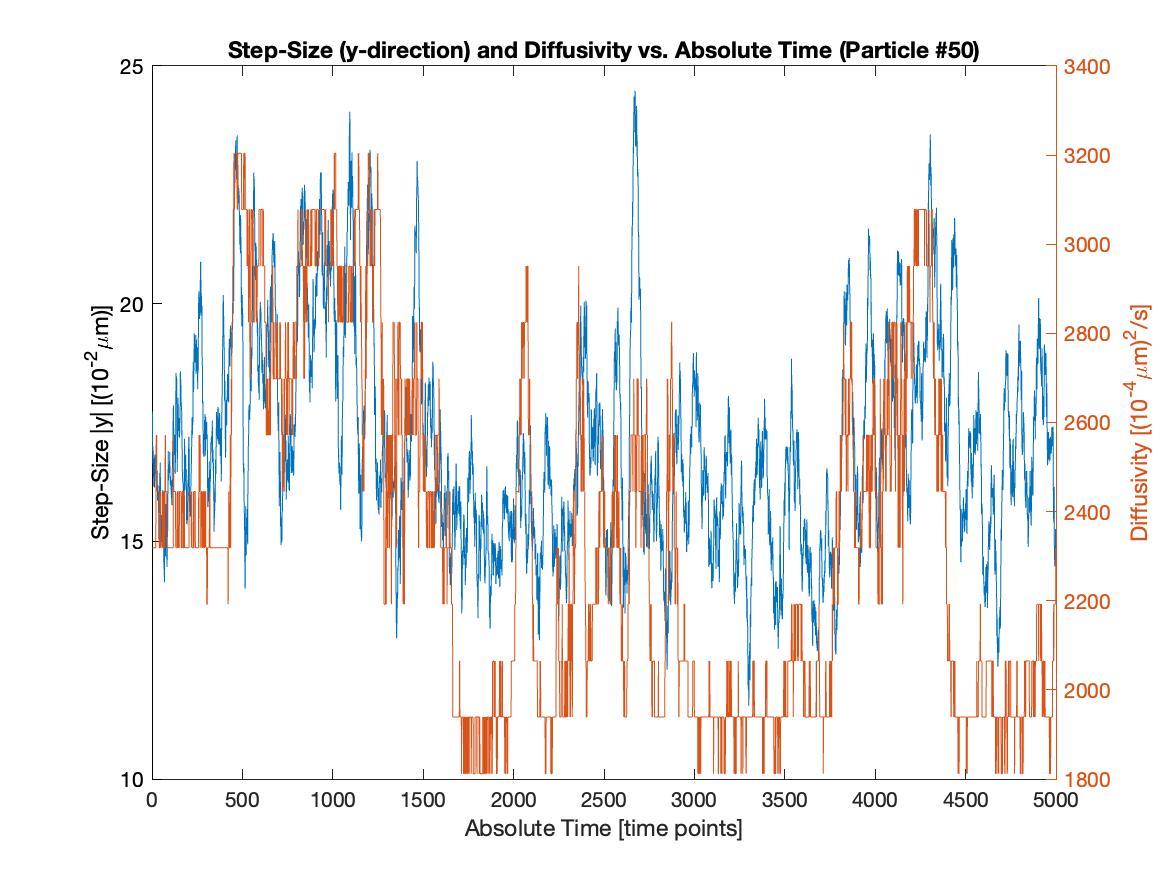 Step-Size (y-direction) and Diffusivity vs. Absolute Time (Particle #50)
25
20
15
10
Step-Size |y| [(10⁻² μm)]
3400
3200
3000
2800
2600
2400
2200
2000
1800
Diffusivity [(10⁻⁴ μm)²/s]
0 500 1000 1500 2000 2500 3000 3500 4000 4500 5000
Absolute Time [time points]